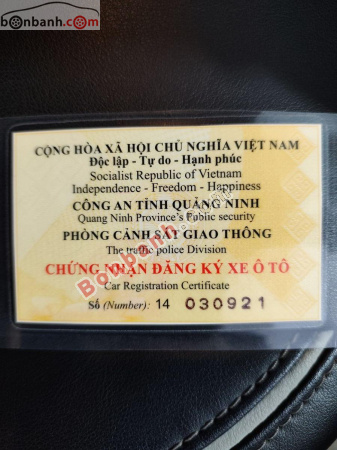 bonbanh.com
CỘNG HÒA XÃ HỘI CHỦ NGHĨA VIỆT NAM
Độc lập - Tự do - Hạnh phúc
Socialist Republic of Vietnam
Independence - Freedom - Happiness
CÔNG AN TỈNH QUẢNG NINH
Quang Ninh Province's Public security
PHÒNG CẢNH SÁT GIAO THÔNG
The traffic police Division
CHỨNG NHẬN ĐĂNG KÝ XE Ô TÔ
Car Registration Certificate
Số (Number): 14 030921
Bonbanh.com